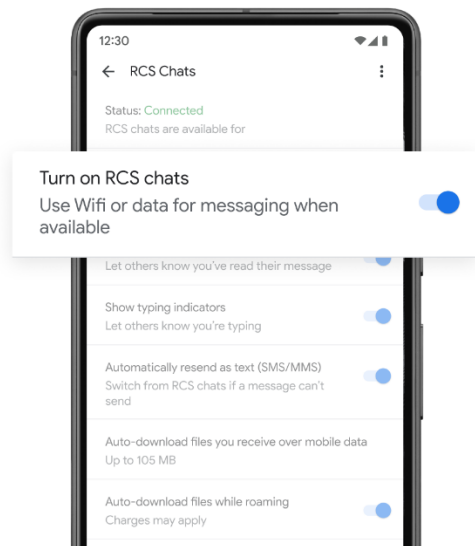 12:30
RCS Chats
Status: Connected
RCS chats are available for
Turn on RCS chats
Use Wifi or data for messaging when
available
Let others know you've read their message
Show typing indicators
Let others know you're typing
Automatically resend as text (SMS/MMS)
Switch from RCS chats if a message can't
send
Auto-download files you receive over mobile data
Up to 105 MB
Auto-download files while roaming
Charges may apply